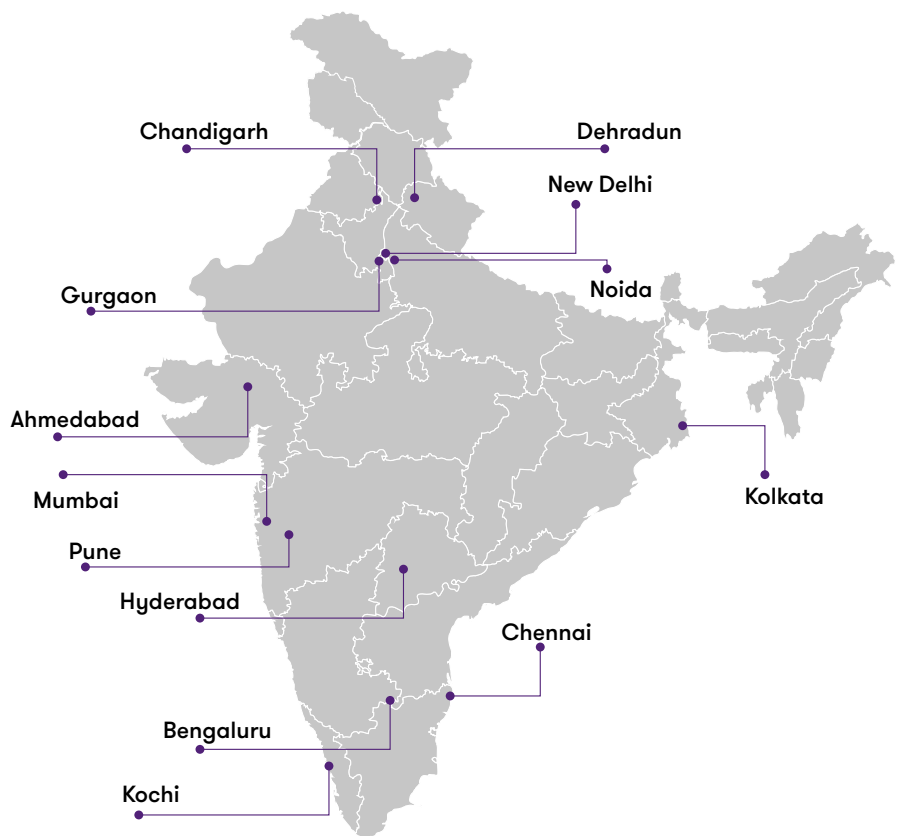 Chandigarh
Dehradun
New Delhi
Noida
Gurgaon
Ahmedabad
Mumbai
Kolkata
Pune
Hyderabad
Chennai
Bengaluru
Kochi